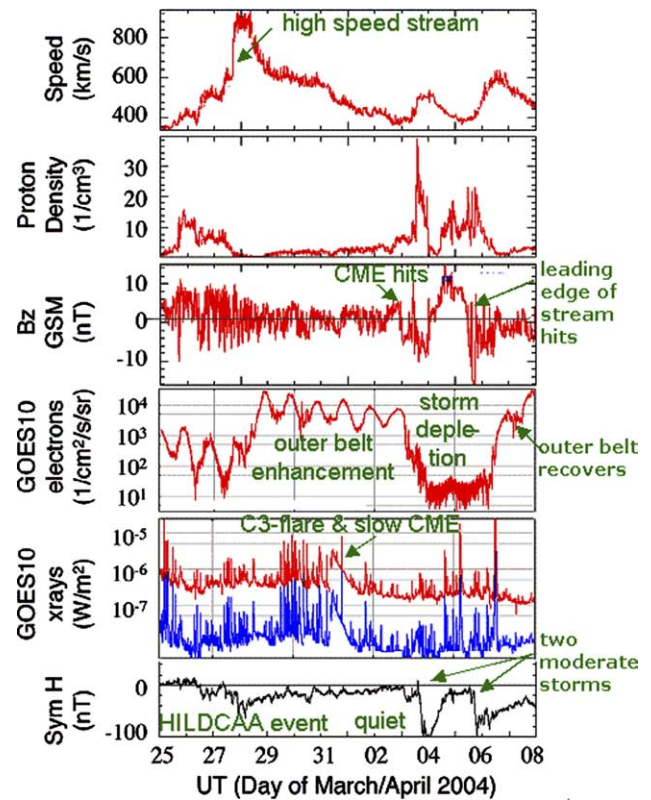 Speed
(km/s)
800
600
400
high speed stream
Proton
Density
(1/cm³)
30
20
10
Bz
GSM
(nT)
10
0
-10
CME hits
leading
edge of
stream
hits
GOES10
electrons
(1/cm²/s/sr)
10⁴
10³
10²
10¹
outer belt
enhancement
storm
deple-
tion
outer belt
recovers
GOES10
xrays
(W/m²)
10⁻⁵
10⁻⁶
10⁻⁷
C3-flare & slow CME
two
moderate
storms
Sym H
(nT)
0
-100
HILDCAA event
quiet
25 27 29 31 02 04 06 08
UT (Day of March/April 2004)